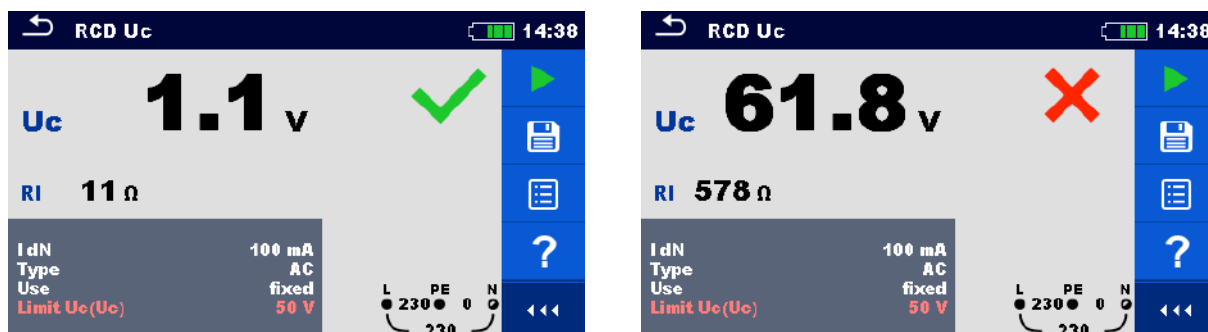 RCD Uc 14:38
Uc 1.1 V
RI 11 Ω
I dN 100 mA
Type AC
Use fixed
Limit Uc(Uc) 50 V
L PE N
230 0
230
?
RCD Uc 14:38
Uc 61.8 V
RI 578 Ω
I dN 100 mA
Type AC
Use fixed
Limit Uc(Uc) 50 V
L PE N
230 0
230
?